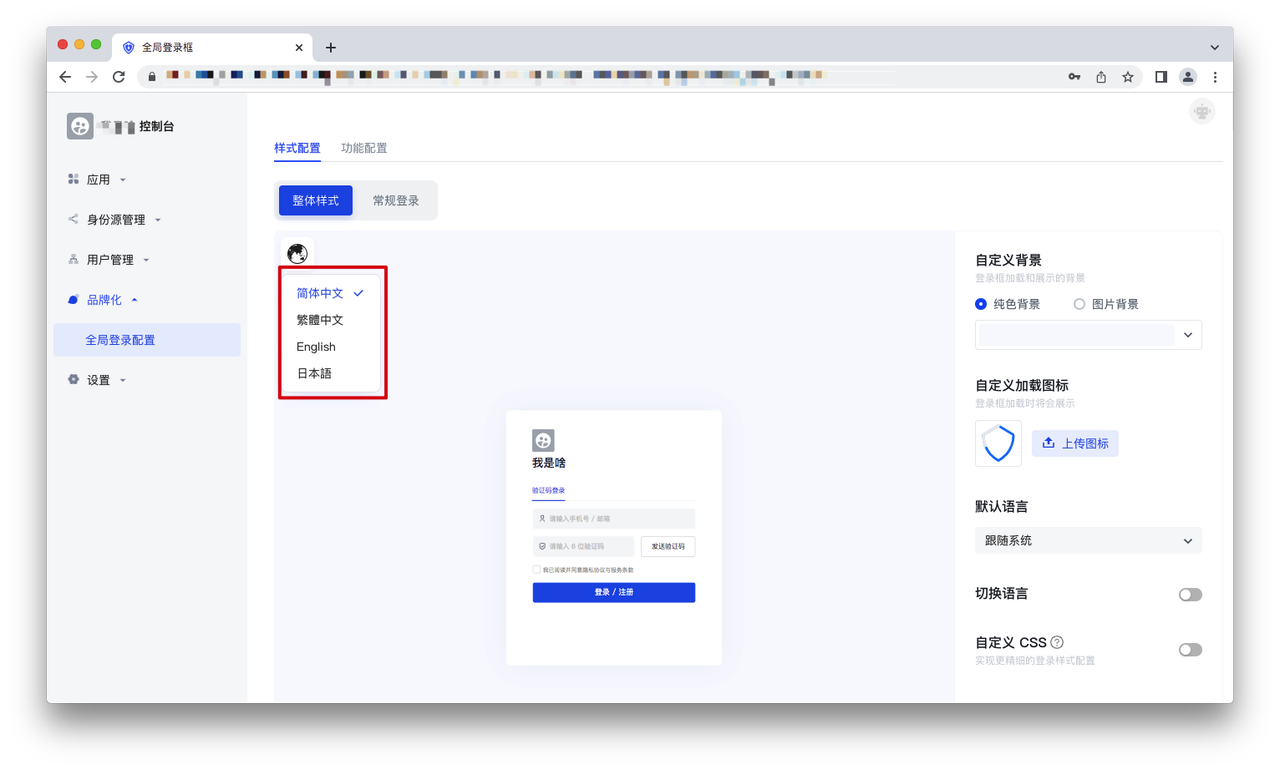 全局登录框
控制台
应用
身份源管理
用户管理
品牌化
全局登录配置
设置
样式配置
功能配置
整体样式
常规登录
简体中文
繁體中文
English
日本語
我是啥
验证码登录
请输入手机号 / 邮箱
请输入 6 位验证码
发送验证码
我已阅读并同意隐私协议与服务条款
登录 / 注册
自定义背景
登录框加载和展示的背景
纯色背景
图片背景
自定义加载图标
登录框加载时将会展示
上传图标
默认语言
跟随系统
切换语言
自定义 CSS
实现更精细的登录样式配置